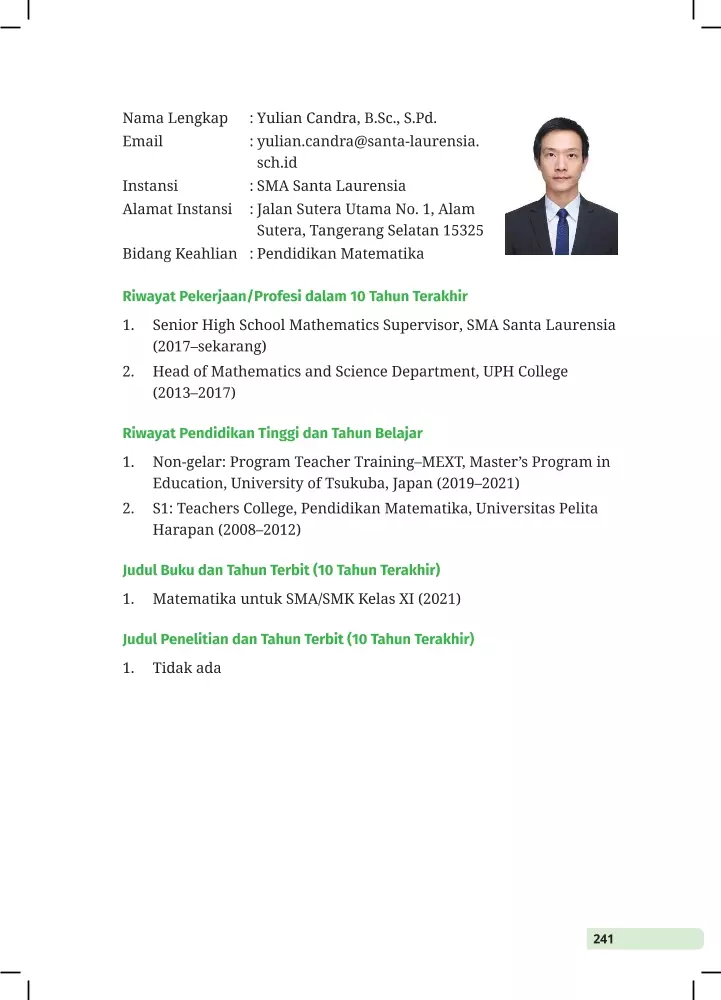 Nama Lengkap : Yulian Candra, B.Sc., S.Pd.
Email : yulian.candra@santa-laurensia.
sch.id
Instansi : SMA Santa Laurensia
Alamat Instansi : Jalan Sutera Utama No. 1, Alam
Sutera, Tangerang Selatan 15325
Bidang Keahlian : Pendidikan Matematika
Riwayat Pekerjaan/Profesi dalam 10 Tahun Terakhir
1. Senior High School Mathematics Supervisor, SMA Santa Laurensia
(2017–sekarang)
2. Head of Mathematics and Science Department, UPH College
(2013–2017)
Riwayat Pendidikan Tinggi dan Tahun Belajar
1. Non-gelar: Program Teacher Training–MEXT, Master’s Program in
Education, University of Tsukuba, Japan (2019–2021)
2. S1: Teachers College, Pendidikan Matematika, Universitas Pelita
Harapan (2008–2012)
Judul Buku dan Tahun Terbit (10 Tahun Terakhir)
1. Matematika untuk SMA/SMK Kelas XI (2021)
Judul Penelitian dan Tahun Terbit (10 Tahun Terakhir)
1. Tidak ada
241